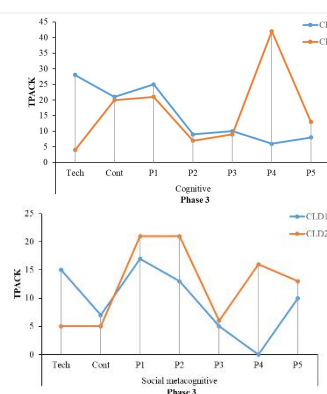 45
40
35
30
25
20
15
10
5
0
TPACK
Tech Cont P1 P2 P3 P4 P5
Cognitive
Phase 3
25
20
15
10
5
0
TPACK
CLD1
CLD2
Tech Cont P1 P2 P3 P4 P5
Social metacognitive
Phase 3